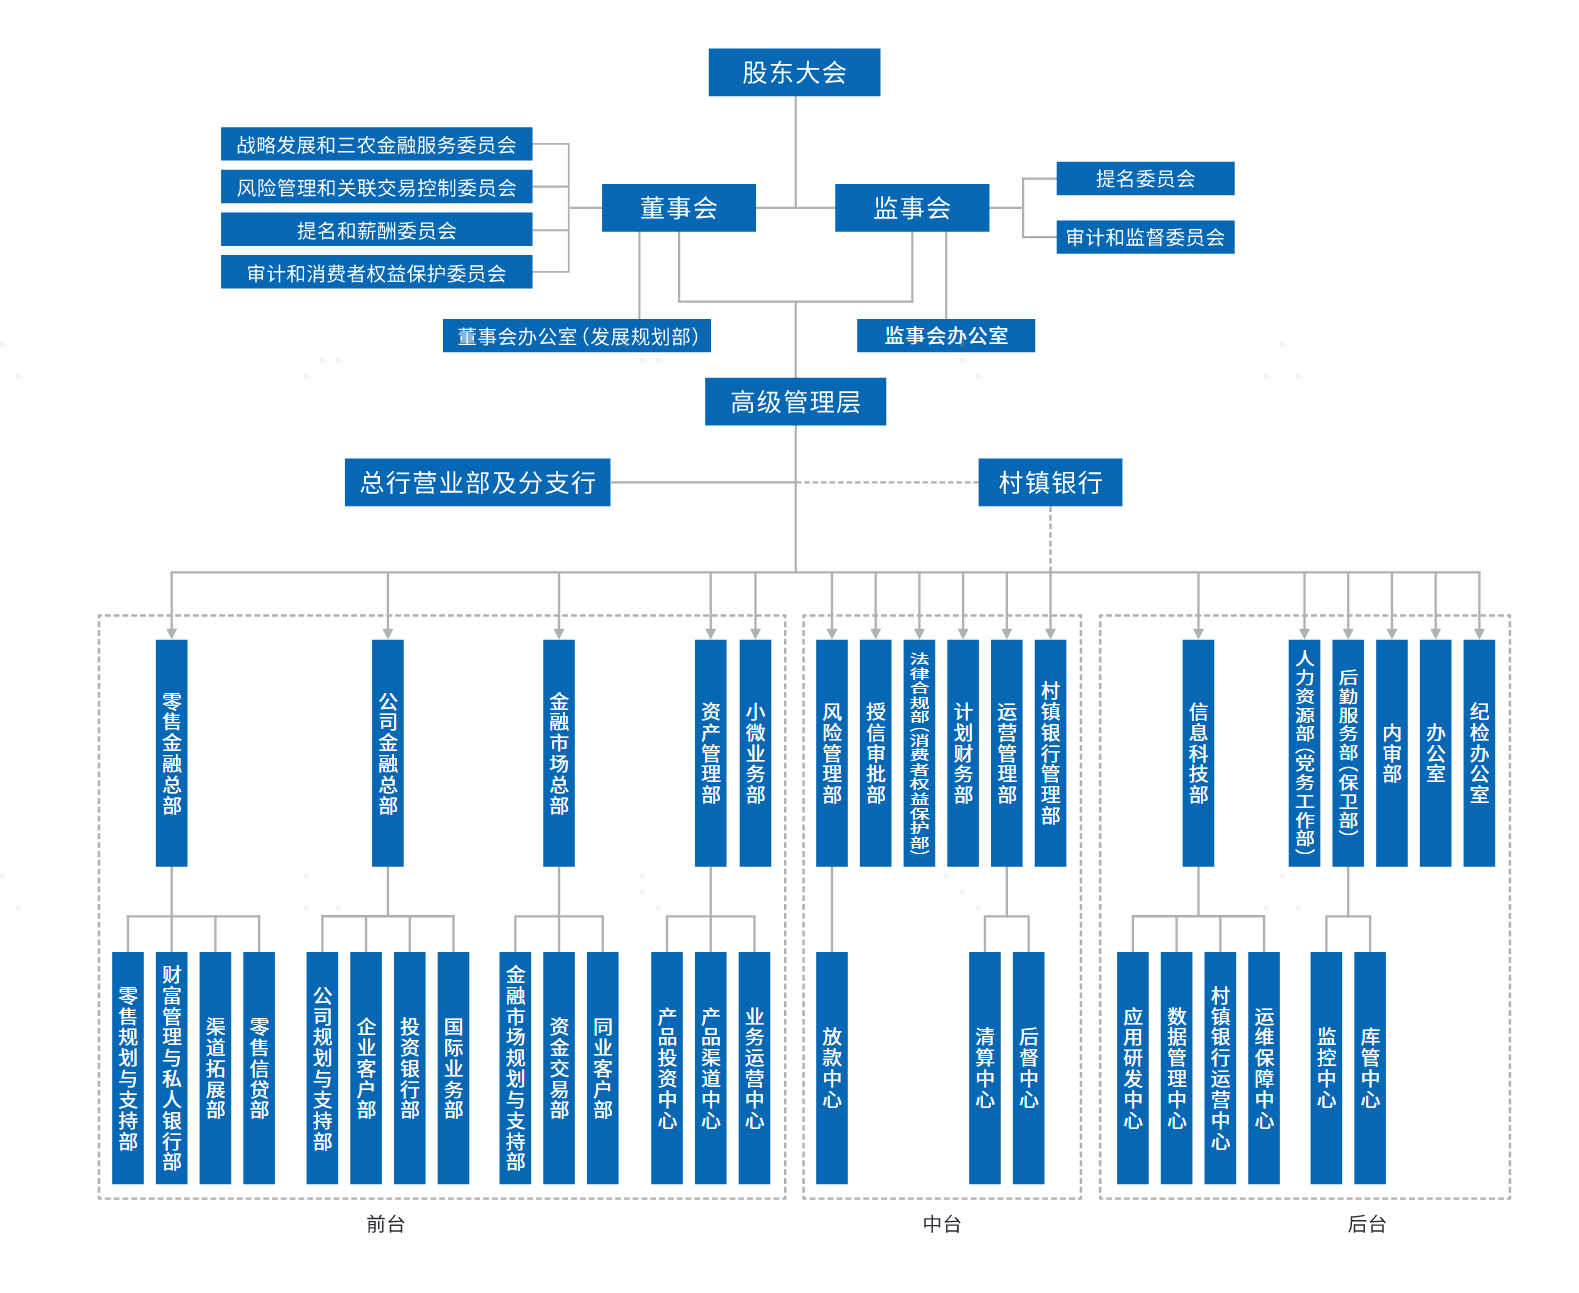 股东大会
战略发展和三农金融服务委员会
风险管理和关联交易控制委员会
提名和薪酬委员会
审计和消费者权益保护委员会
董事会
监事会
提名委员会
审计和监督委员会
董事会办公室（发展规划部）
监事会办公室
高级管理层
总行营业部及分支行
村镇银行
零售金融总部
公司金融总部
金融市场总部
资产管理部
小微业务部
风险管理部
授信审批部
法律合规部（消费者权益保护部）
计划财务部
运营管理部
村镇银行管理部
信息科技部
人力资源部（党务工作部）
后勤服务部（保卫部）
内审部
办公室
纪检办公室
零售规划与支持部
财富管理与私人银行部
渠道拓展部
零售信贷部
公司规划与支持部
企业客户部
投资银行部
国际业务部
金融市场规划与支持部
资金交易部
同业客户部
产品投资中心
产品渠道中心
业务运营中心
放款中心
清算中心
后督中心
应用研发中心
数据管理中心
村镇银行运营中心
运维保障中心
监控中心
库管中心
前台
中台
后台